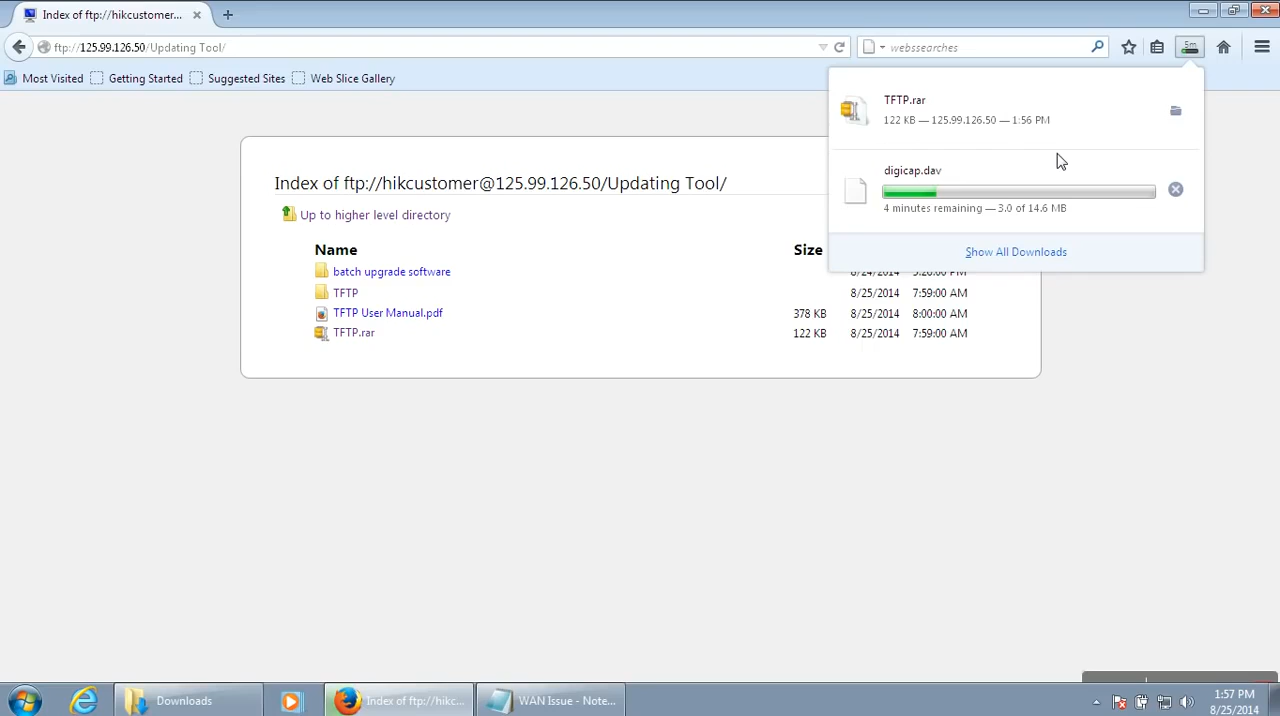 Index of ftp://hikcustomer...
ftp://125.99.126.50/Updating Tool/
webssearches
5m
Most Visited
Getting Started
Suggested Sites
Web Slice Gallery
TFTP.rar
122 KB — 125.99.126.50 — 1:56 PM
digicap.dav
4 minutes remaining — 3.0 of 14.6 MB
Show All Downloads
Index of ftp://hikcustomer@125.99.126.50/Updating Tool/
Up to higher level directory
Name Size
batch upgrade software
TFTP 8/25/2014 7:59:00 AM
TFTP User Manual.pdf 378 KB 8/25/2014 8:00:00 AM
TFTP.rar 122 KB 8/25/2014 7:59:00 AM
Downloads
Index of ftp://hikc...
WAN Issue - Note...
1:57 PM
8/25/2014